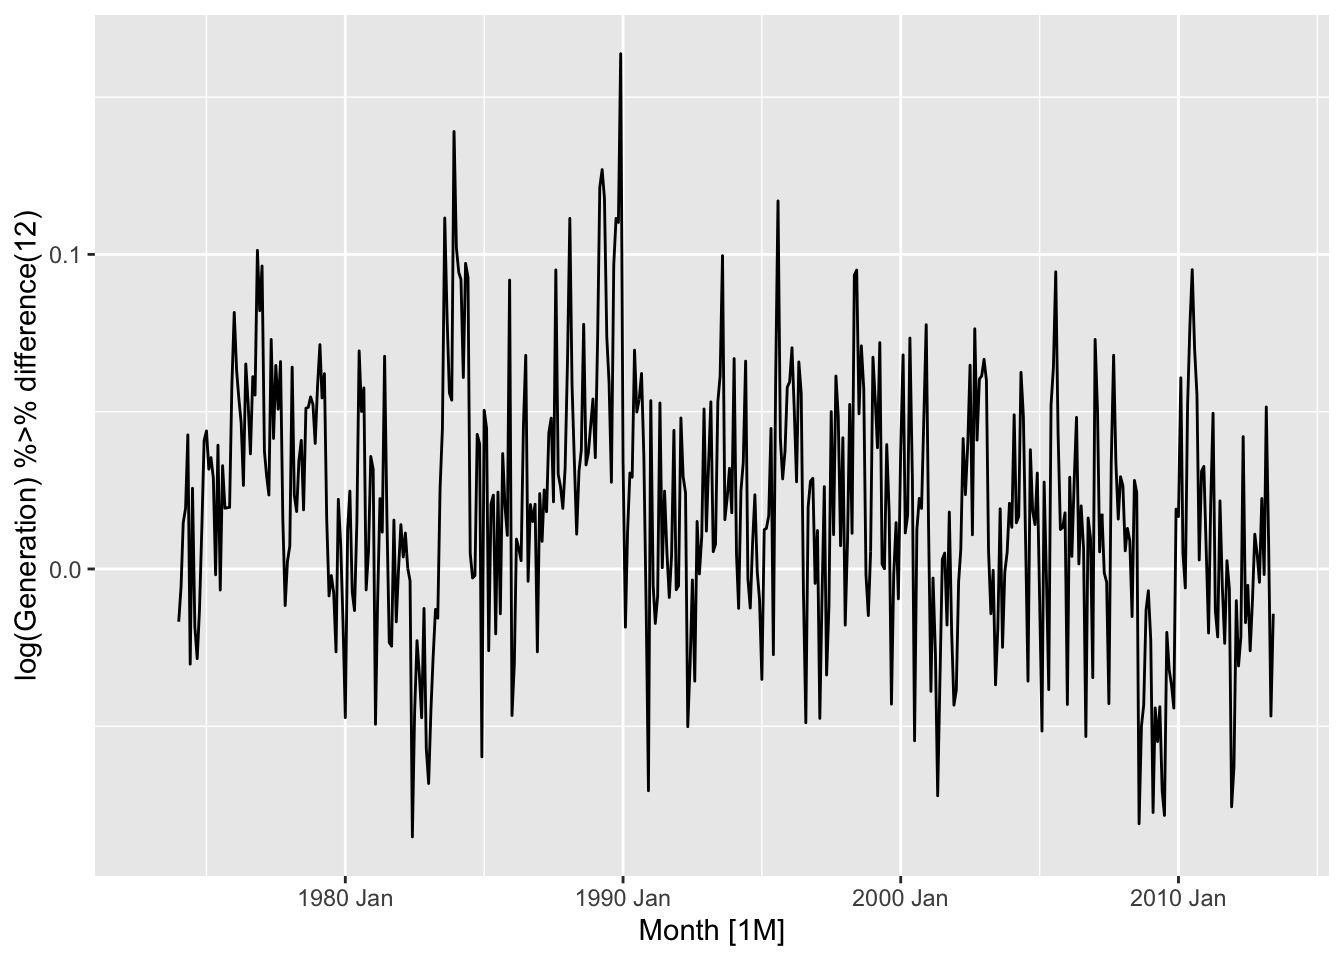 log(Generation) %>% difference(12)
0.1
0.0
1980 Jan
1990 Jan
2000 Jan
2010 Jan
Month [1M]